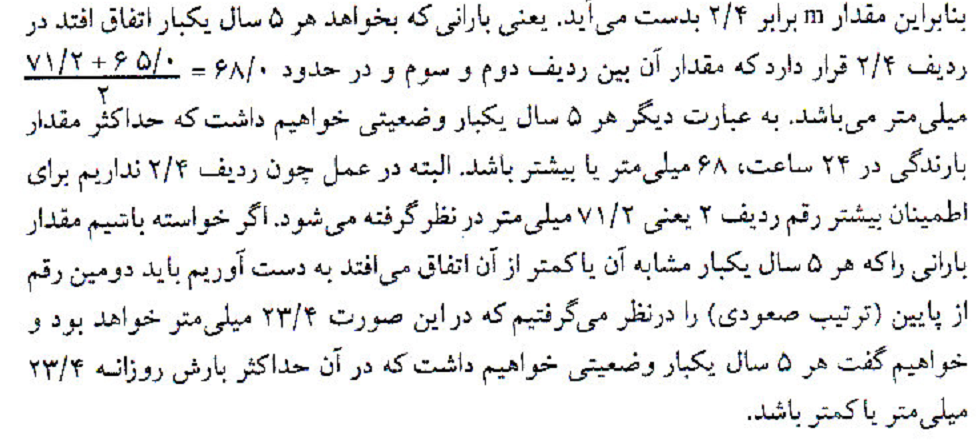 بنابراین مقدار m برابر ۲/۴ بدست می‌آید. یعنی بارانی که بخواهد هر ۵ سال یکبار اتفاق افتد در
ردیف ۲/۴ قرار دارد که مقدار آن بین ردیف دوم و سوم و در حدود ۶۸/۰ = (۷۱/۲ + ۶۵/۰)/۲
میلی‌متر می‌باشد. به عبارت دیگر هر ۵ سال یکبار وضعیتی خواهیم داشت که حداکثر مقدار
بارندگی در ۲۴ ساعت، ۶۸ میلی‌متر یا بیشتر باشد. البته در عمل چون ردیف ۲/۴ نداریم برای
اطمینان بیشتر رقم ردیف ۲ یعنی ۷۱/۲ میلی‌متر در نظر گرفته می‌شود. اگر خواسته باشیم مقدار
بارانی را که هر ۵ سال یکبار مشابه آن یا کمتر از آن اتفاق می‌افتد به دست آوریم باید دومین رقم
از پایین (ترتیب صعودی) را درنظر می‌گرفتیم که در این صورت ۲۳/۴ میلی‌متر خواهد بود و
خواهیم گفت هر ۵ سال یکبار وضعیتی خواهیم داشت که در آن حداکثر بارش روزانه ۲۳/۴
میلی‌متر یا کمتر باشد.